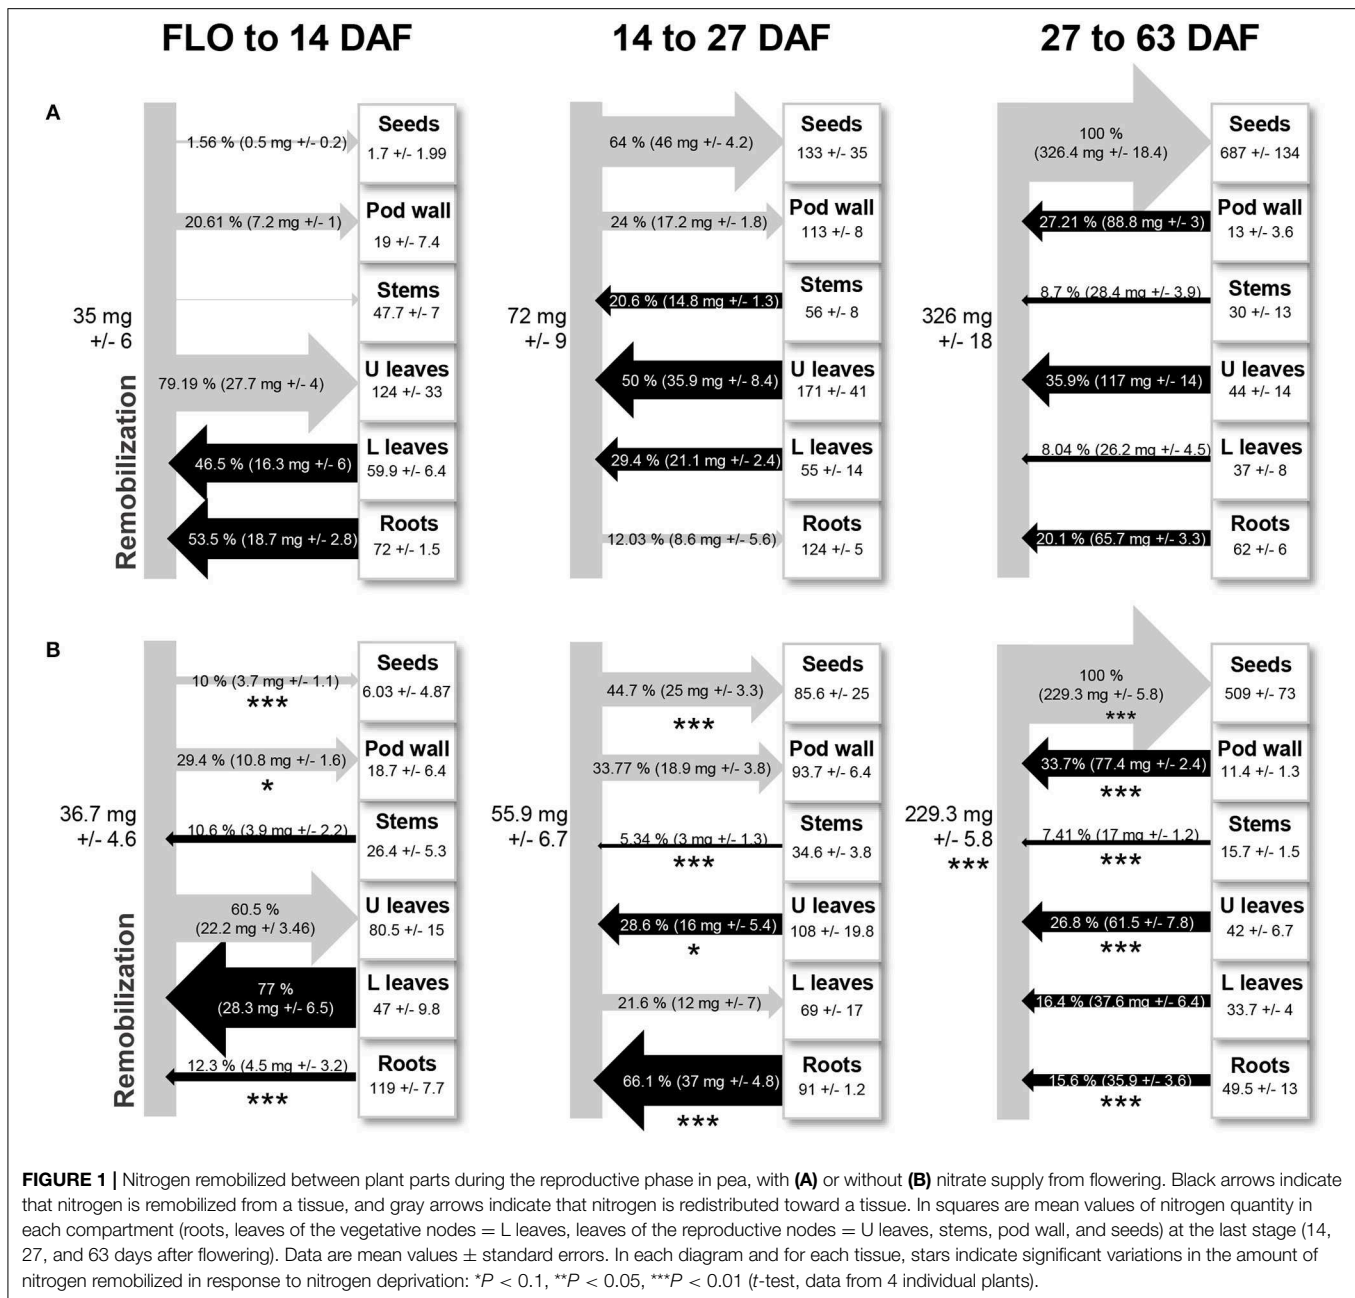 FLO to 14 DAF
14 to 27 DAF
27 to 63 DAF
A
1.56 % (0.5 mg +/- 0.2)
Seeds
1.7 +/- 1.99
20.61 % (7.2 mg +/- 1)
Pod wall
19 +/- 7.4
Stems
47.7 +/- 7
35 mg
+/- 6
79.19 % (27.7 mg +/- 4)
U leaves
124 +/- 33
46.5 % (16.3 mg +/- 6)
L leaves
59.9 +/- 6.4
53.5 % (18.7 mg +/- 2.8)
Roots
72 +/- 1.5
Remobilization
64 % (46 mg +/- 4.2)
Seeds
133 +/- 35
24 % (17.2 mg +/- 1.8)
Pod wall
113 +/- 8
20.6 % (14.8 mg +/- 1.3)
Stems
56 +/- 8
72 mg
+/- 9
50 % (35.9 mg +/- 8.4)
U leaves
171 +/- 41
29.4 % (21.1 mg +/- 2.4)
L leaves
55 +/- 14
12.03 % (8.6 mg +/- 5.6)
Roots
124 +/- 5
100 %
(326.4 mg +/- 18.4)
Seeds
687 +/- 134
27.21 % (88.8 mg +/- 3)
Pod wall
13 +/- 3.6
8.7 % (28.4 mg +/- 3.9)
Stems
30 +/- 13
326 mg
+/- 18
35.9% (117 mg +/- 14)
U leaves
44 +/- 14
8.04 % (26.2 mg +/- 4.5)
L leaves
37 +/- 8
20.1 % (65.7 mg +/- 3.3)
Roots
62 +/- 6
B
10 % (3.7 mg +/- 1.1)
***
Seeds
6.03 +/- 4.87
29.4 % (10.8 mg +/- 1.6)
*
Pod wall
18.7 +/- 6.4
10.6 % (3.9 mg +/- 2.2)
Stems
26.4 +/- 5.3
36.7 mg
+/- 4.6
60.5 %
(22.2 mg +/ 3.46)
U leaves
80.5 +/- 15
77 %
(28.3 mg +/- 6.5)
L leaves
47 +/- 9.8
12.3 % (4.5 mg +/- 3.2)
***
Roots
119 +/- 7.7
Remobilization
44.7 % (25 mg +/- 3.3)
***
Seeds
85.6 +/- 25
33.77 % (18.9 mg +/- 3.8)
Pod wall
93.7 +/- 6.4
5.34 % (3 mg +/- 1.3)
***
Stems
34.6 +/- 3.8
55.9 mg
+/- 6.7
28.6 % (16 mg +/- 5.4)
*
U leaves
108 +/- 19.8
21.6 % (12 mg +/- 7)
L leaves
69 +/- 17
66.1 % (37 mg +/- 4.8)
***
Roots
91 +/- 1.2
100 %
(229.3 mg +/- 5.8)
***
Seeds
509 +/- 73
33.7% (77.4 mg +/- 2.4)
***
Pod wall
11.4 +/- 1.3
7.41 % (17 mg +/- 1.2)
***
Stems
15.7 +/- 1.5
229.3 mg
+/- 5.8
***
26.8 % (61.5 +/- 7.8)
***
U leaves
42 +/- 6.7
16.4 % (37.6 mg +/- 6.4)
L leaves
33.7 +/- 4
15.6 % (35.9 +/- 3.6)
***
Roots
49.5 +/- 13
FIGURE 1 | Nitrogen remobilized between plant parts during the reproductive phase in pea, with (A) or without (B) nitrate supply from flowering. Black arrows indicate
that nitrogen is remobilized from a tissue, and gray arrows indicate that nitrogen is redistributed toward a tissue. In squares are mean values of nitrogen quantity in
each compartment (roots, leaves of the vegetative nodes = L leaves, leaves of the reproductive nodes = U leaves, stems, pod wall, and seeds) at the last stage (14,
27, and 63 days after flowering). Data are mean values ± standard errors. In each diagram and for each tissue, stars indicate significant variations in the amount of
nitrogen remobilized in response to nitrogen deprivation: *P < 0.1, **P < 0.05, ***P < 0.01 (t-test, data from 4 individual plants).